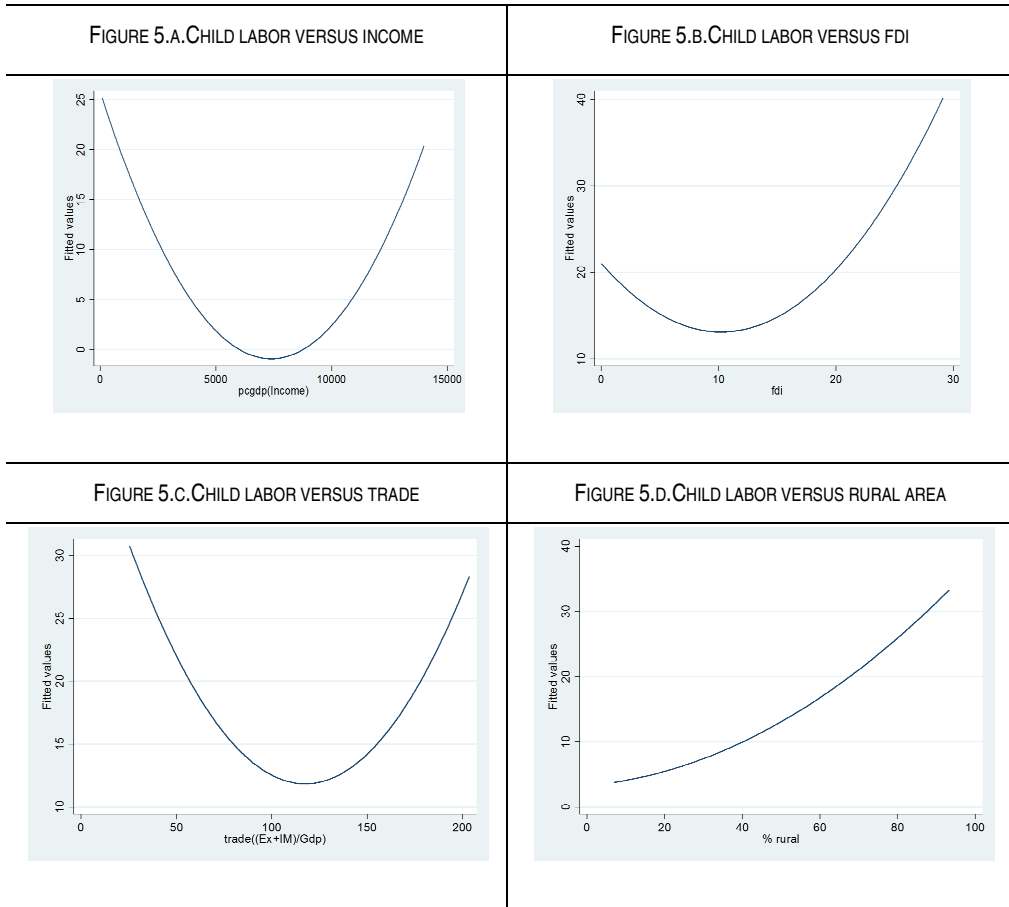 FIGURE 5.A.CHILD LABOR VERSUS INCOME
Fitted values
25
20
15
10
5
0
0 5000 10000 15000
pcgdp(Income)
FIGURE 5.B.CHILD LABOR VERSUS FDI
Fitted values
40
30
20
10
0 10 20 30
fdi
FIGURE 5.C.CHILD LABOR VERSUS TRADE
Fitted values
30
25
20
15
10
0 50 100 150 200
trade((Ex+IM)/Gdp)
FIGURE 5.D.CHILD LABOR VERSUS RURAL AREA
Fitted values
40
30
20
10
0
0 20 40 60 80 100
% rural